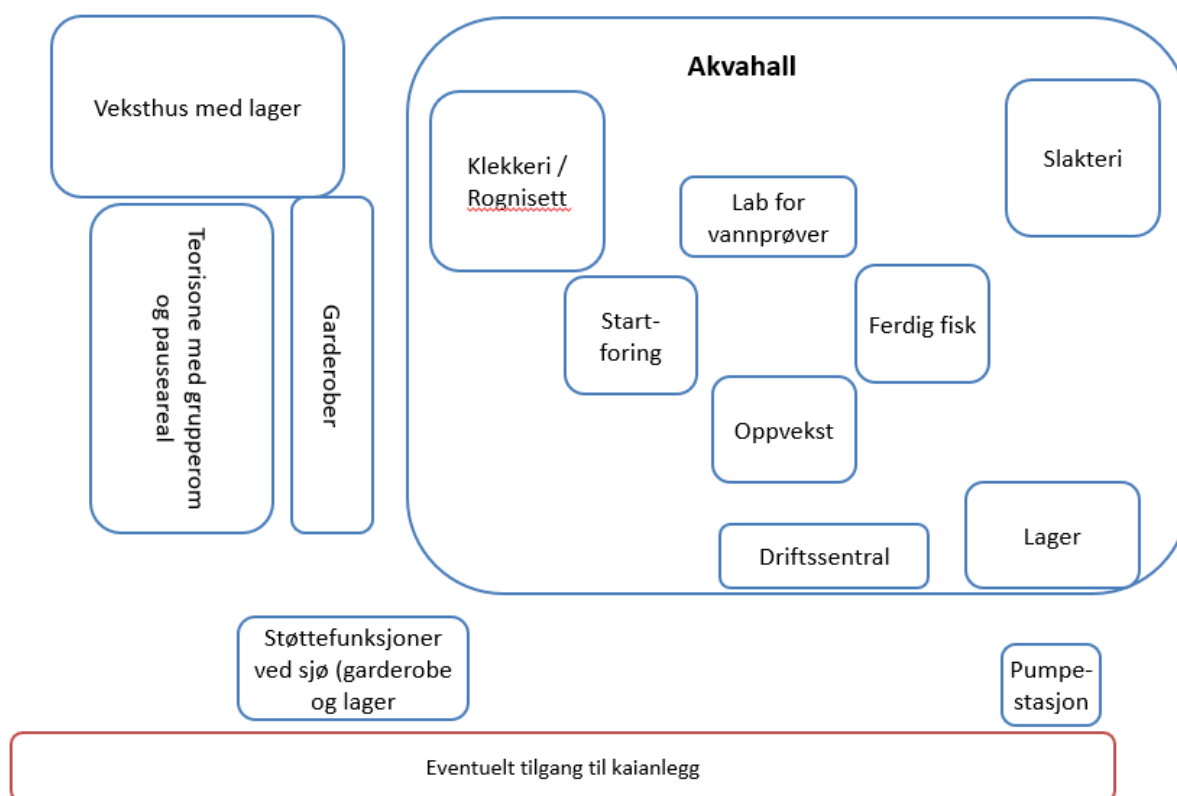 Akvahall
Veksthus med lager
Klekkeri /
Rognisett
Slakteri
Lab for
vannprøver
Teorisone med grupperom
og pauseareal
Garderober
Start-
foring
Ferdig fisk
Oppvekst
Lager
Driftssentral
Støttefunksjoner
ved sjø (garderobe
og lager
Pumpe-
stasjon
Eventuelt tilgang til kaianlegg